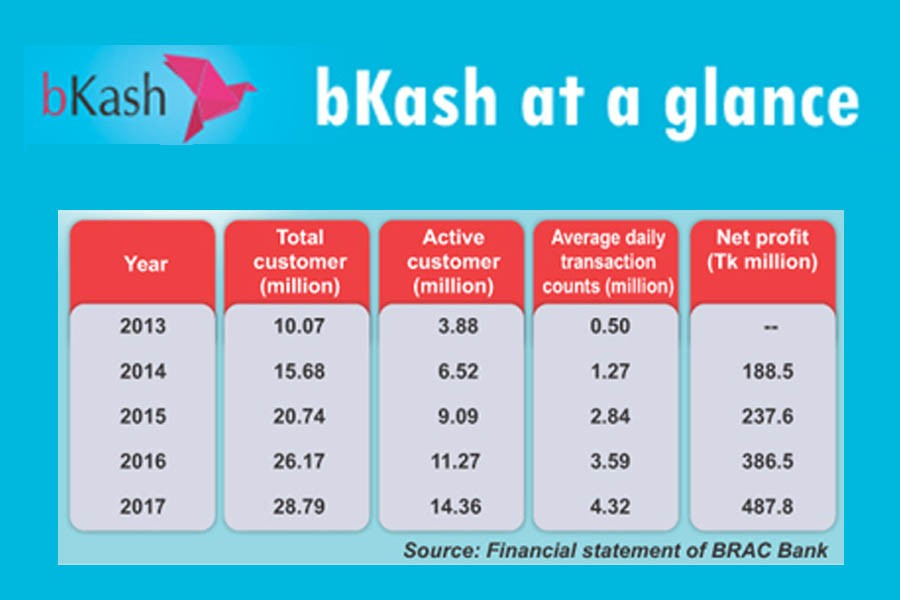 bKash
bKash at a glance
Year
Total
customer
(million)
Active
customer
(million)
Average daily
transaction
counts (million)
Net profit
(Tk million)
2013 10.07 3.88 0.50 --
2014 15.68 6.52 1.27 188.5
2015 20.74 9.09 2.84 237.6
2016 26.17 11.27 3.59 386.5
2017 28.79 14.36 4.32 487.8
Source: Financial statement of BRAC Bank